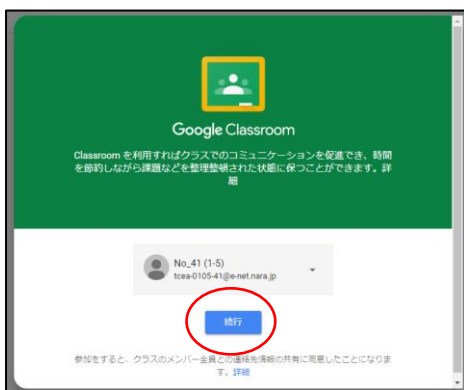 Google Classroom
Classroom を利用すればクラスでのコミュニケーションを促進でき、時間
を節約しながら課題などを整理整頓された状態に保つことができます。詳
細
No_41 (1-5)
tcea-0105-41@e-net.nara.jp
続行
参加をすると、クラスのメンバー全員との連絡先情報の共有に同意したことになりま
す。詳細